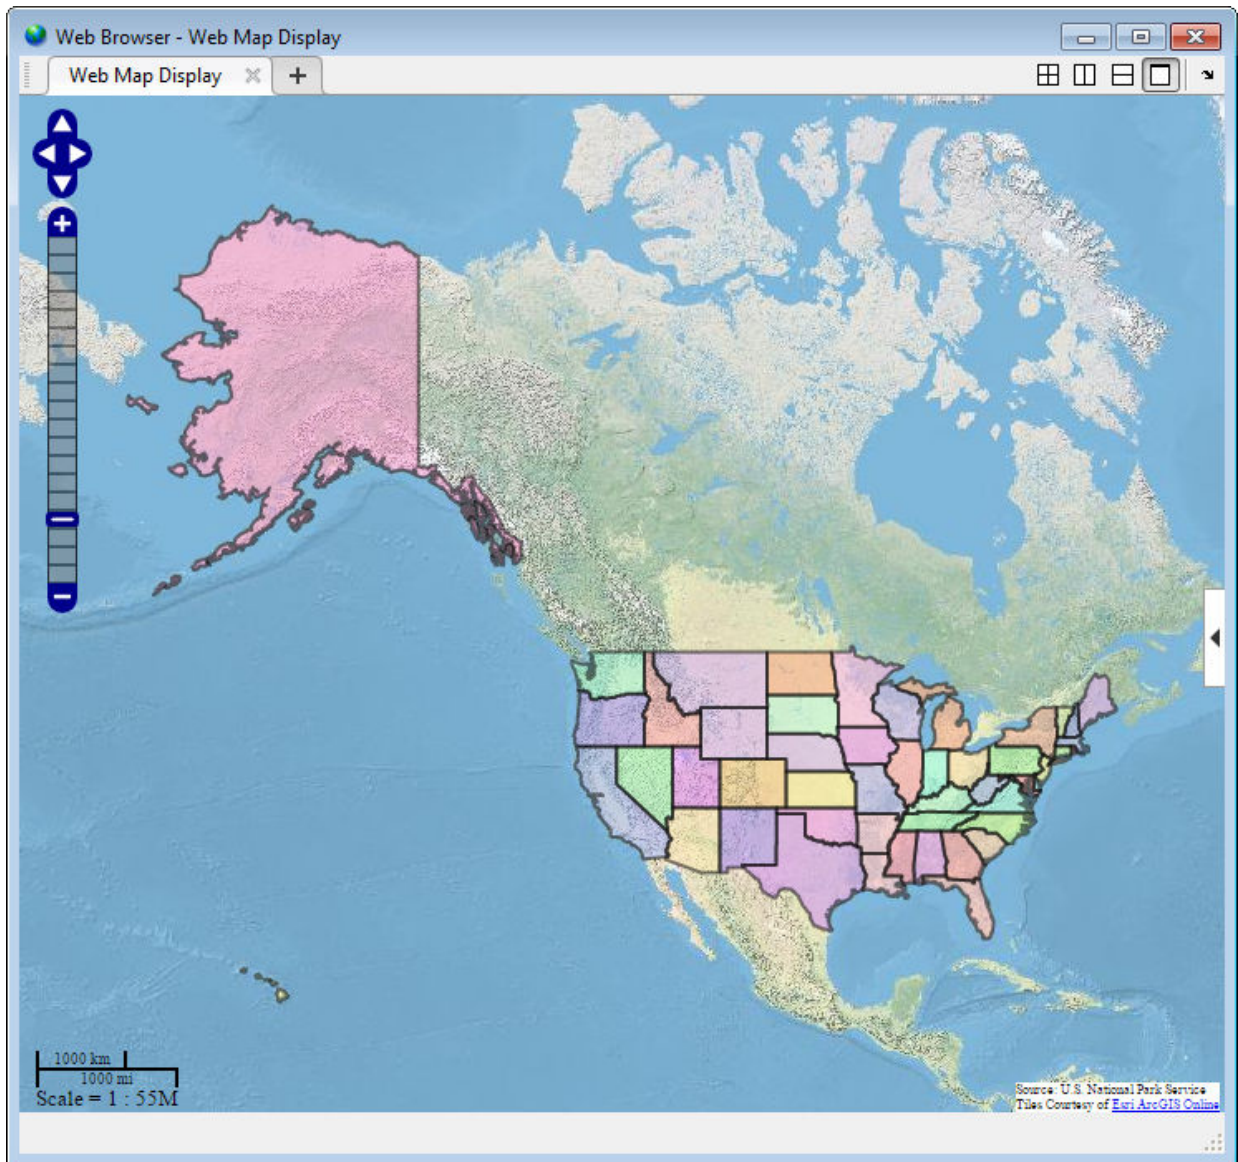 Web Browser - Web Map Display
Web Map Display
1000 km
1000 mi
Scale = 1 : 55M
Source: U.S. National Park Service
Tiles Courtesy of Esri ArcGIS Online